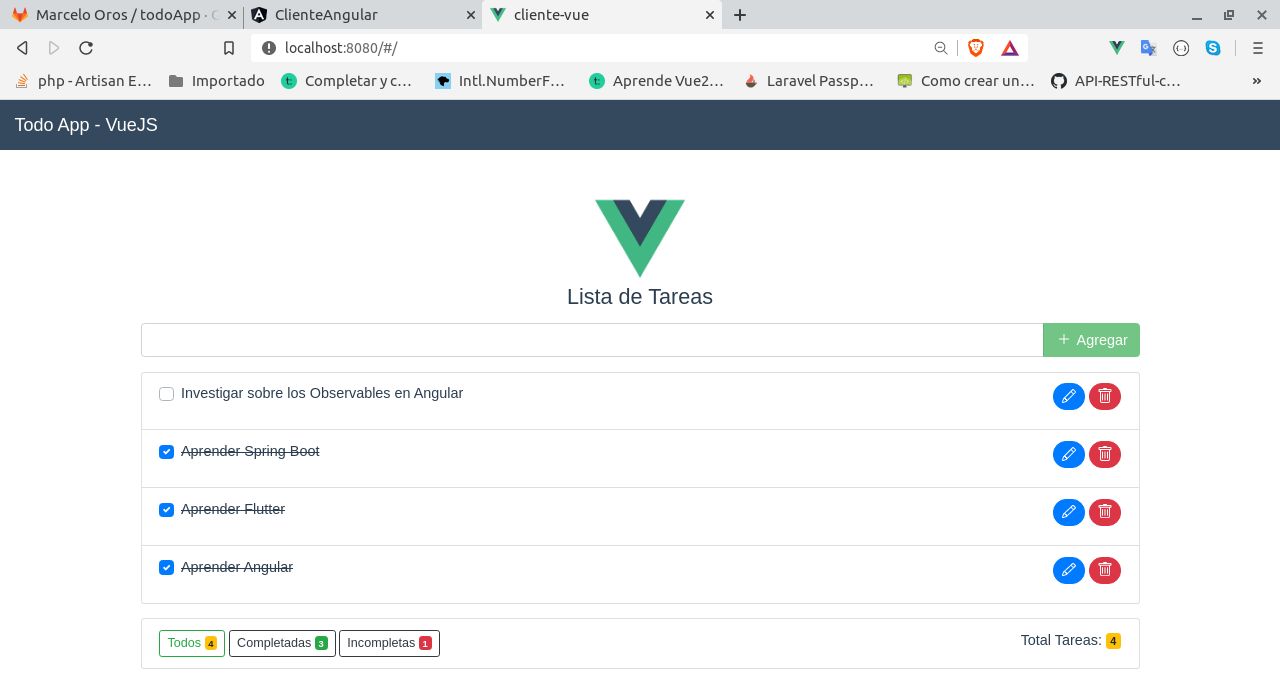 Marcelo Oros / todoApp · C ClienteAngular cliente-vue
localhost:8080/#/
php - Artisan E… Importado Completar y c… Intl.NumberF… Aprende Vue2… Laravel Passp… Como crear un… API-RESTful-c… »
Todo App - VueJS
Lista de Tareas
+ Agregar
Investigar sobre los Observables en Angular
Aprender Spring Boot
Aprender Flutter
Aprender Angular
Todos 4 Completadas 3 Incompletas 1 Total Tareas: 4